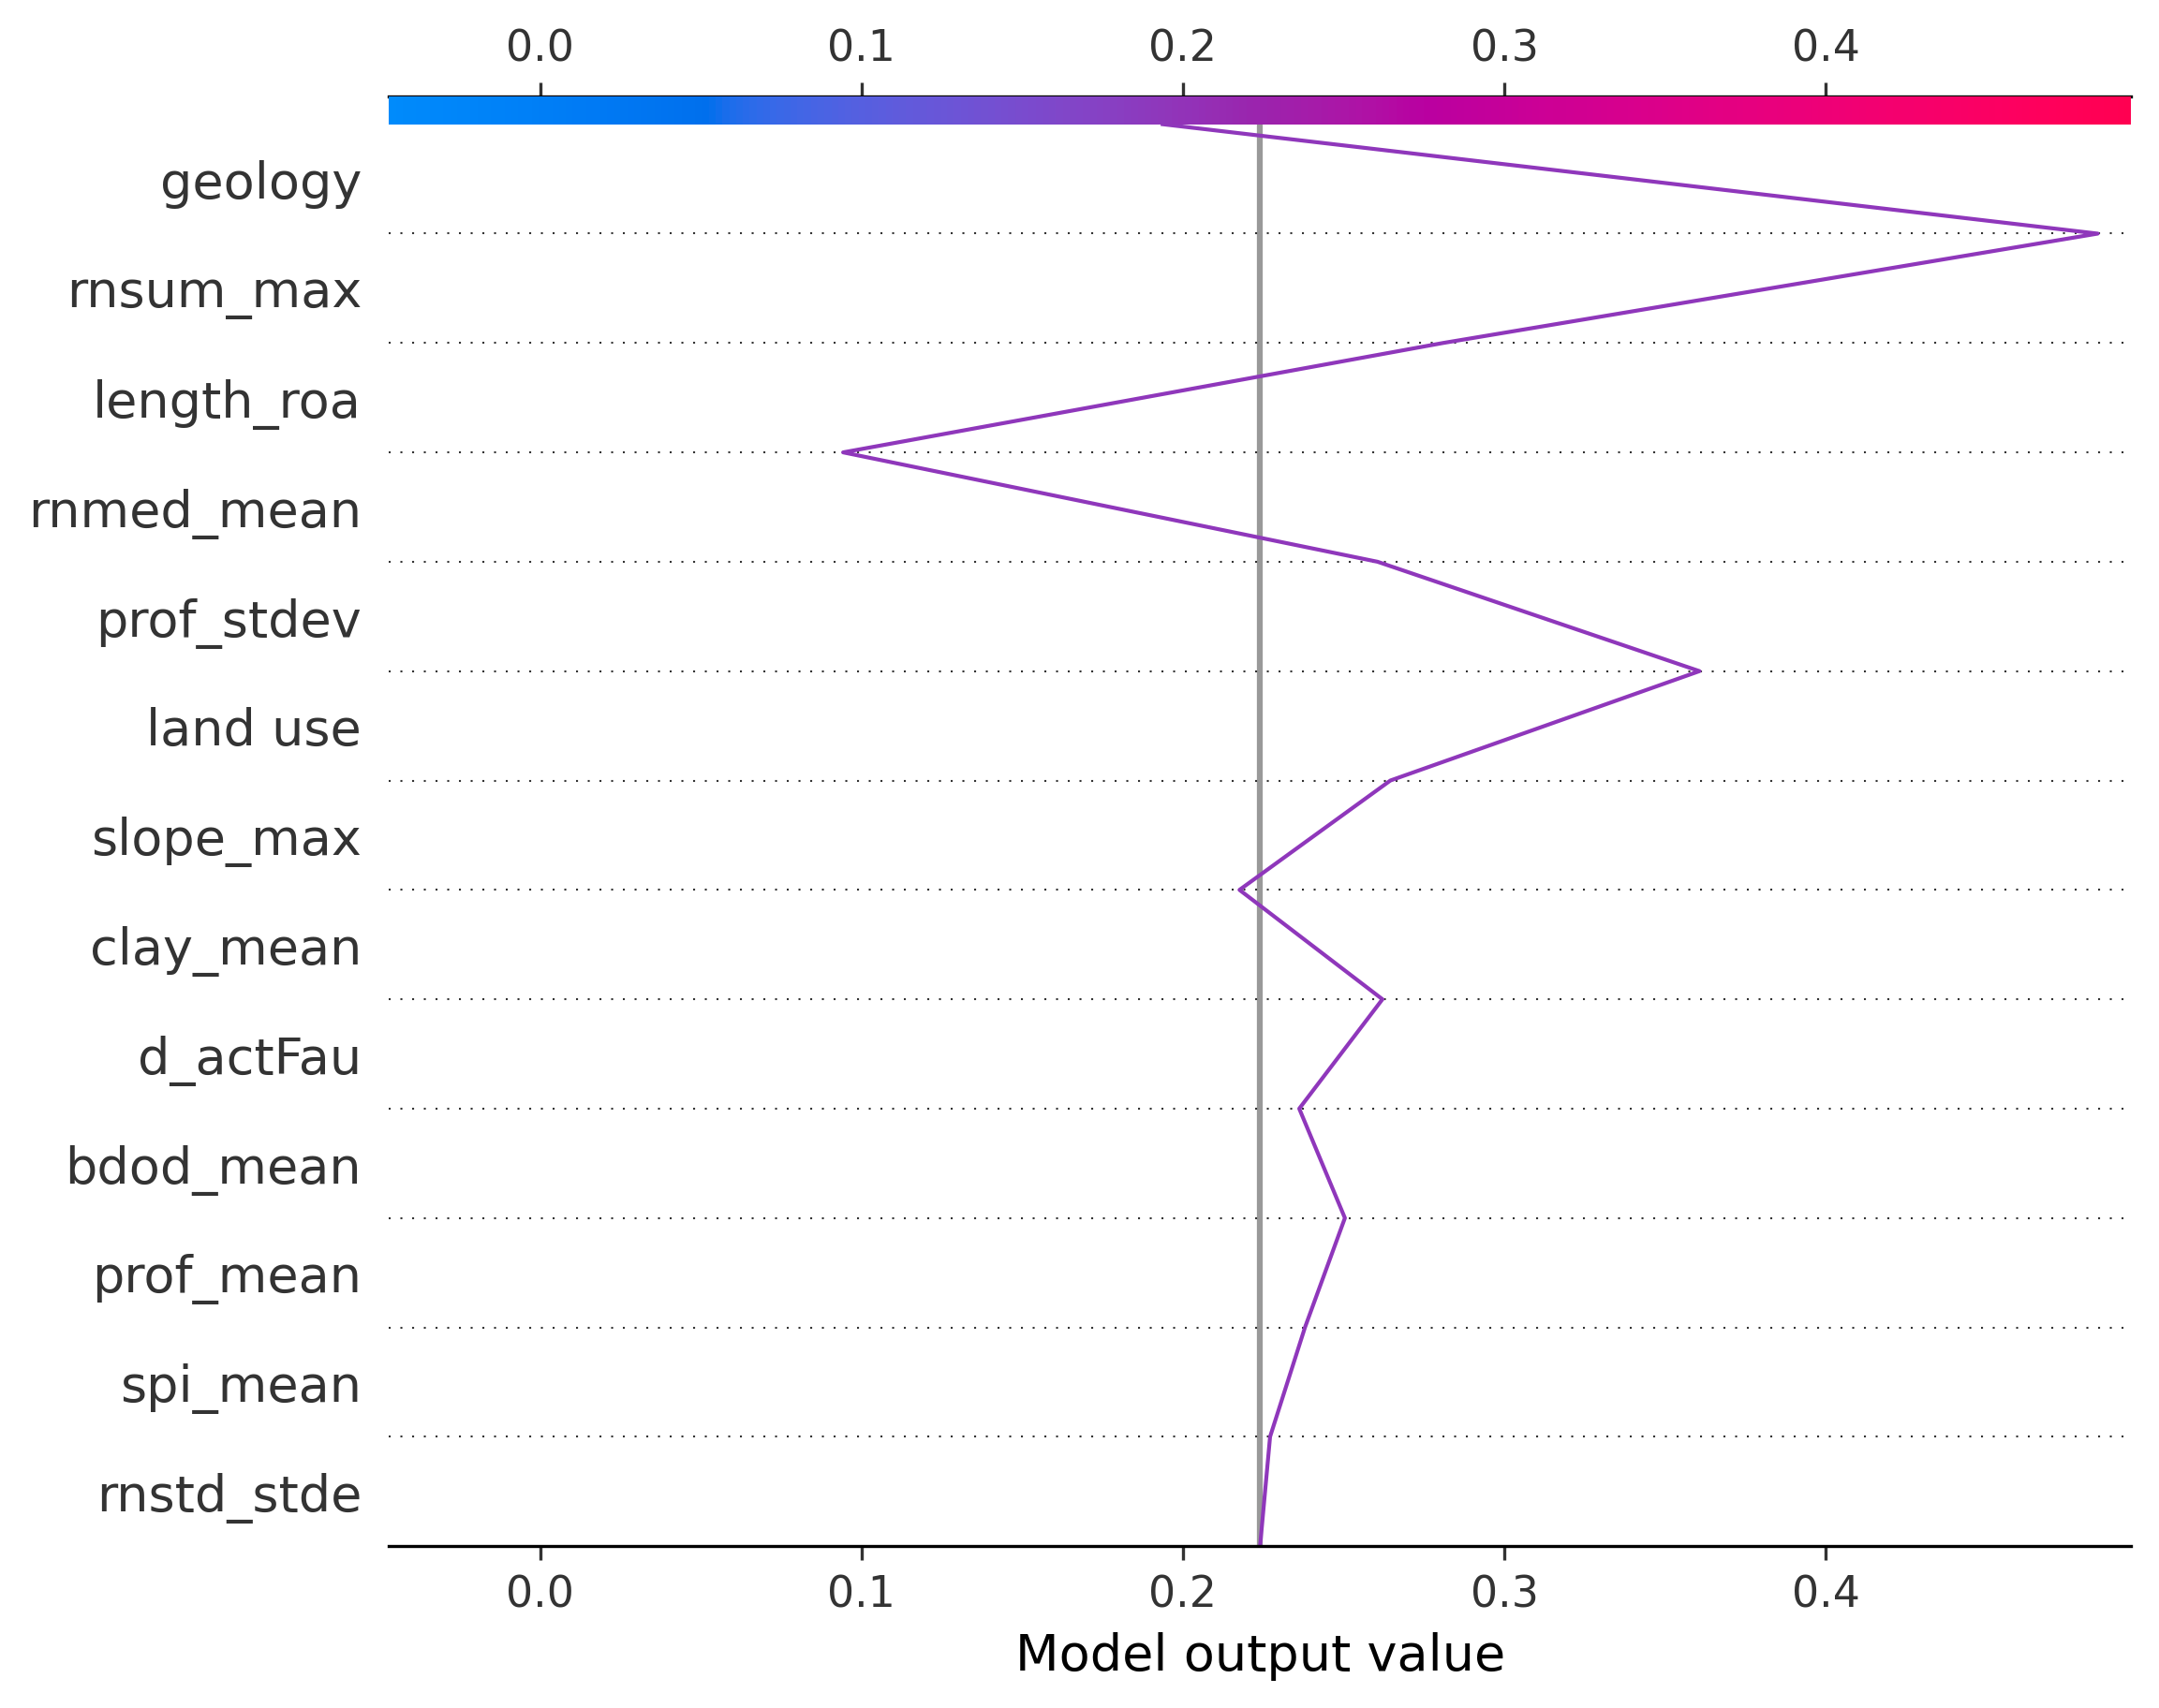 0.0 0.1 0.2 0.3 0.4
geology
rnsum_max
length_roa
rnmed_mean
prof_stdev
land use
slope_max
clay_mean
d_actFau
bdod_mean
prof_mean
spi_mean
rnstd_stde
0.0 0.1 0.2 0.3 0.4
Model output value